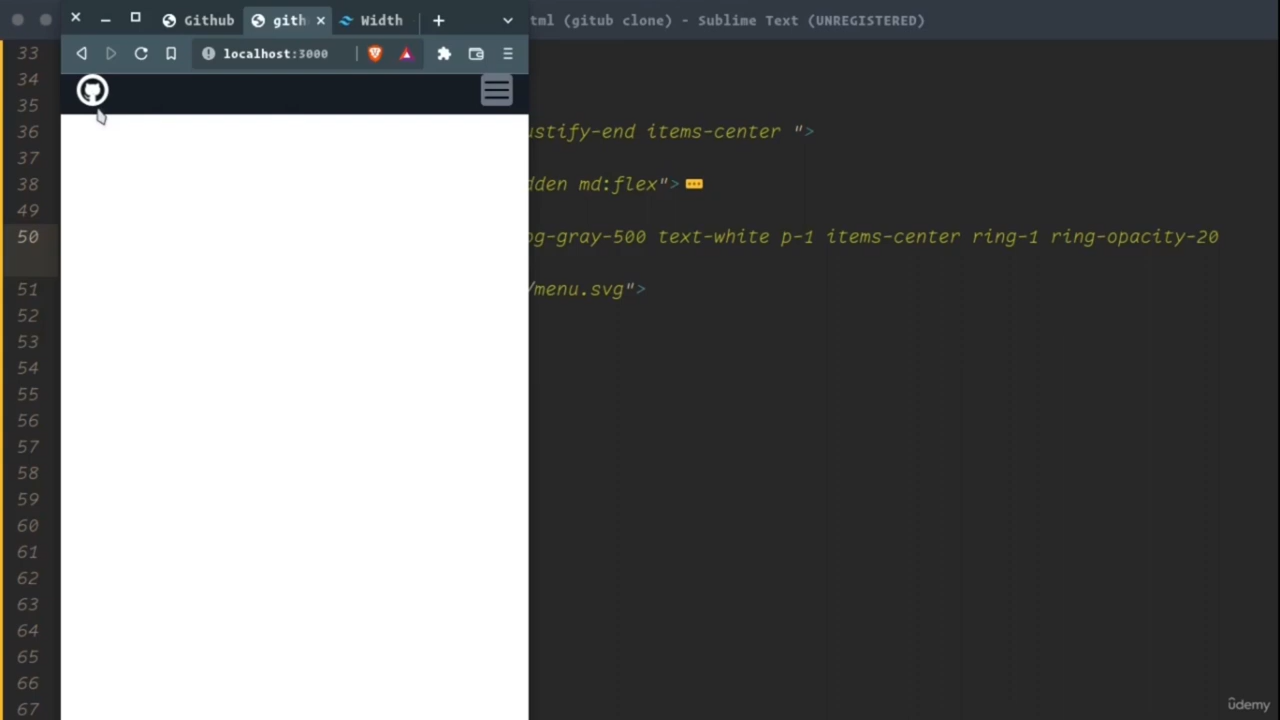 Github
gith
Width
tml (gitub clone) - Sublime Text (UNREGISTERED)
localhost:3000
33
34
35
36 ustify-end items-center ">
37
38 dden md:flex">
49
50 og-gray-500 text-white p-1 items-center ring-1 ring-opacity-20
51 /menu.svg">
52
53
54
55
56
57
58
59
60
61
62
63
64
65
66
67
ûdemy